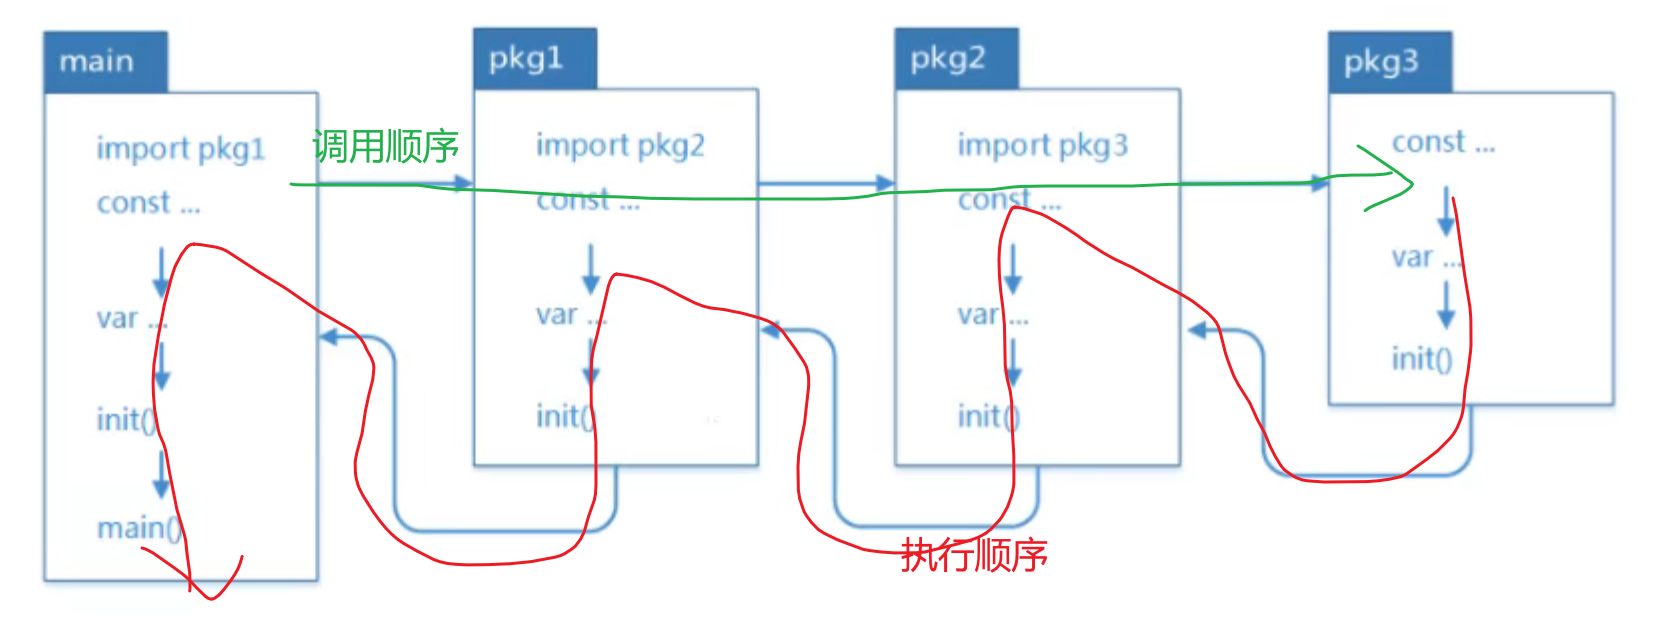 main
import pkg1
const ...
var ...
init()
main()
调用顺序
pkg1
import pkg2
const ...
var ...
init()
pkg2
import pkg3
const ...
var ...
init()
执行顺序
pkg3
const ...
var ...
init()